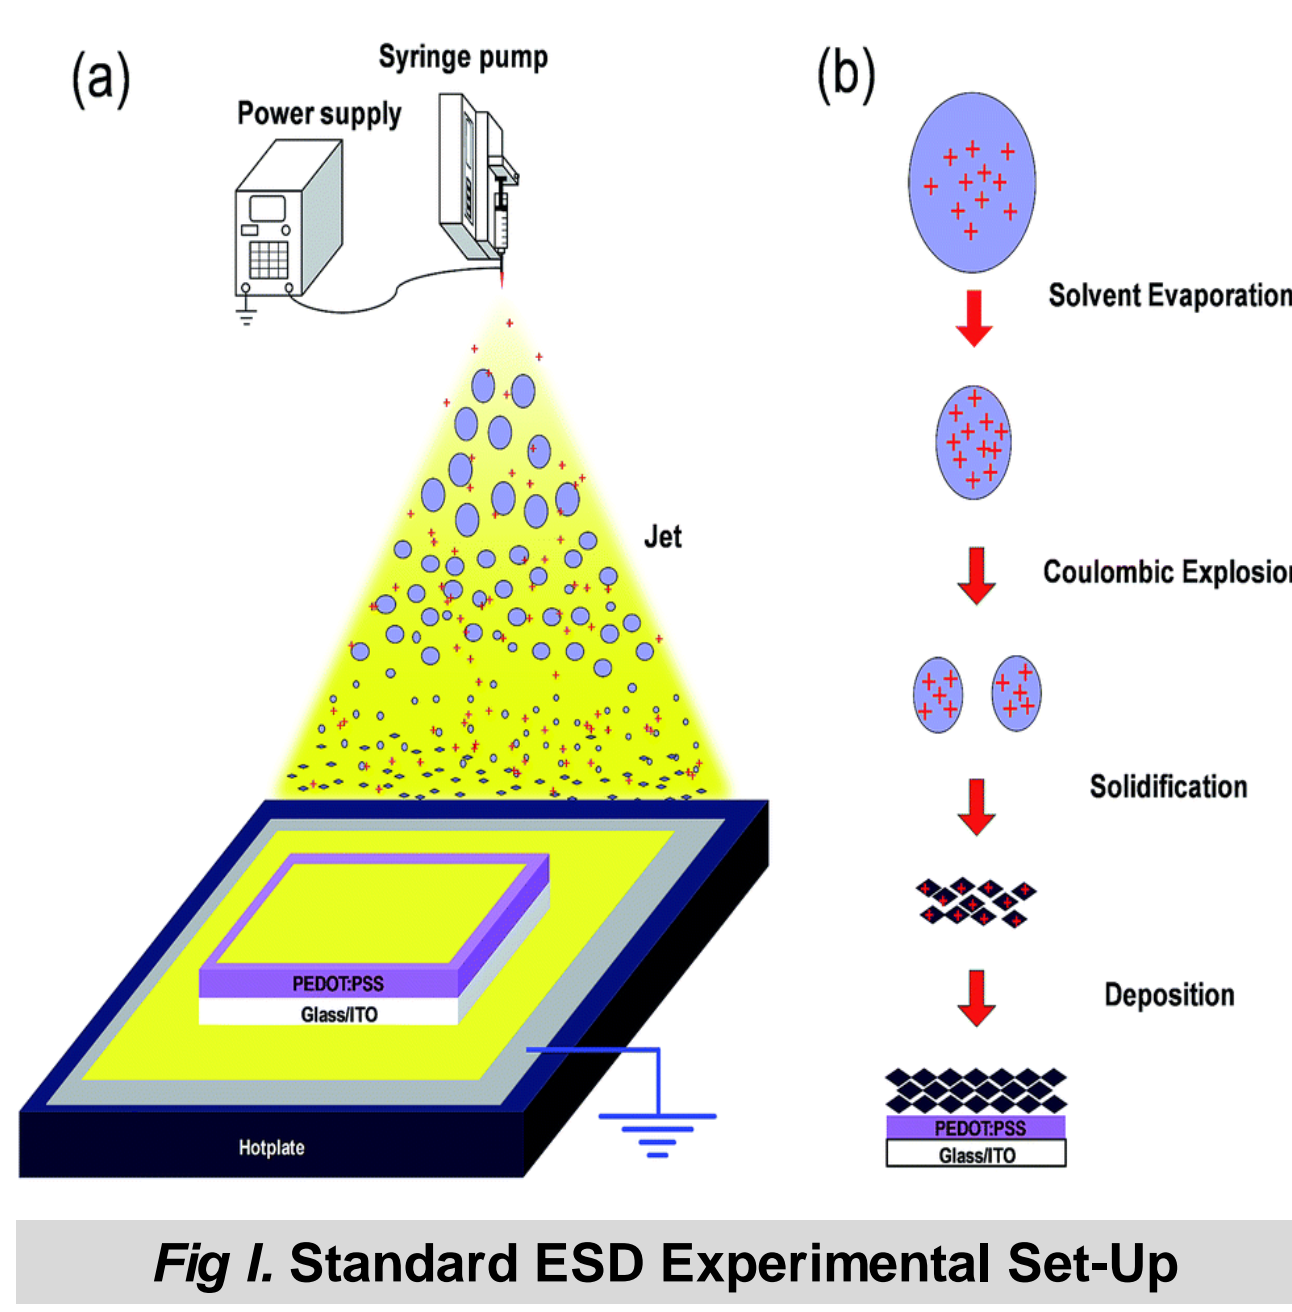 (a)
Syringe pump
Power supply
Jet
PEDOT:PSS
Glass/ITO
Hotplate
(b)
Solvent Evaporation
Coulombic Explosion
Solidification
Deposition
PEDOT:PSS
Glass/ITO
Fig I. Standard ESD Experimental Set-Up